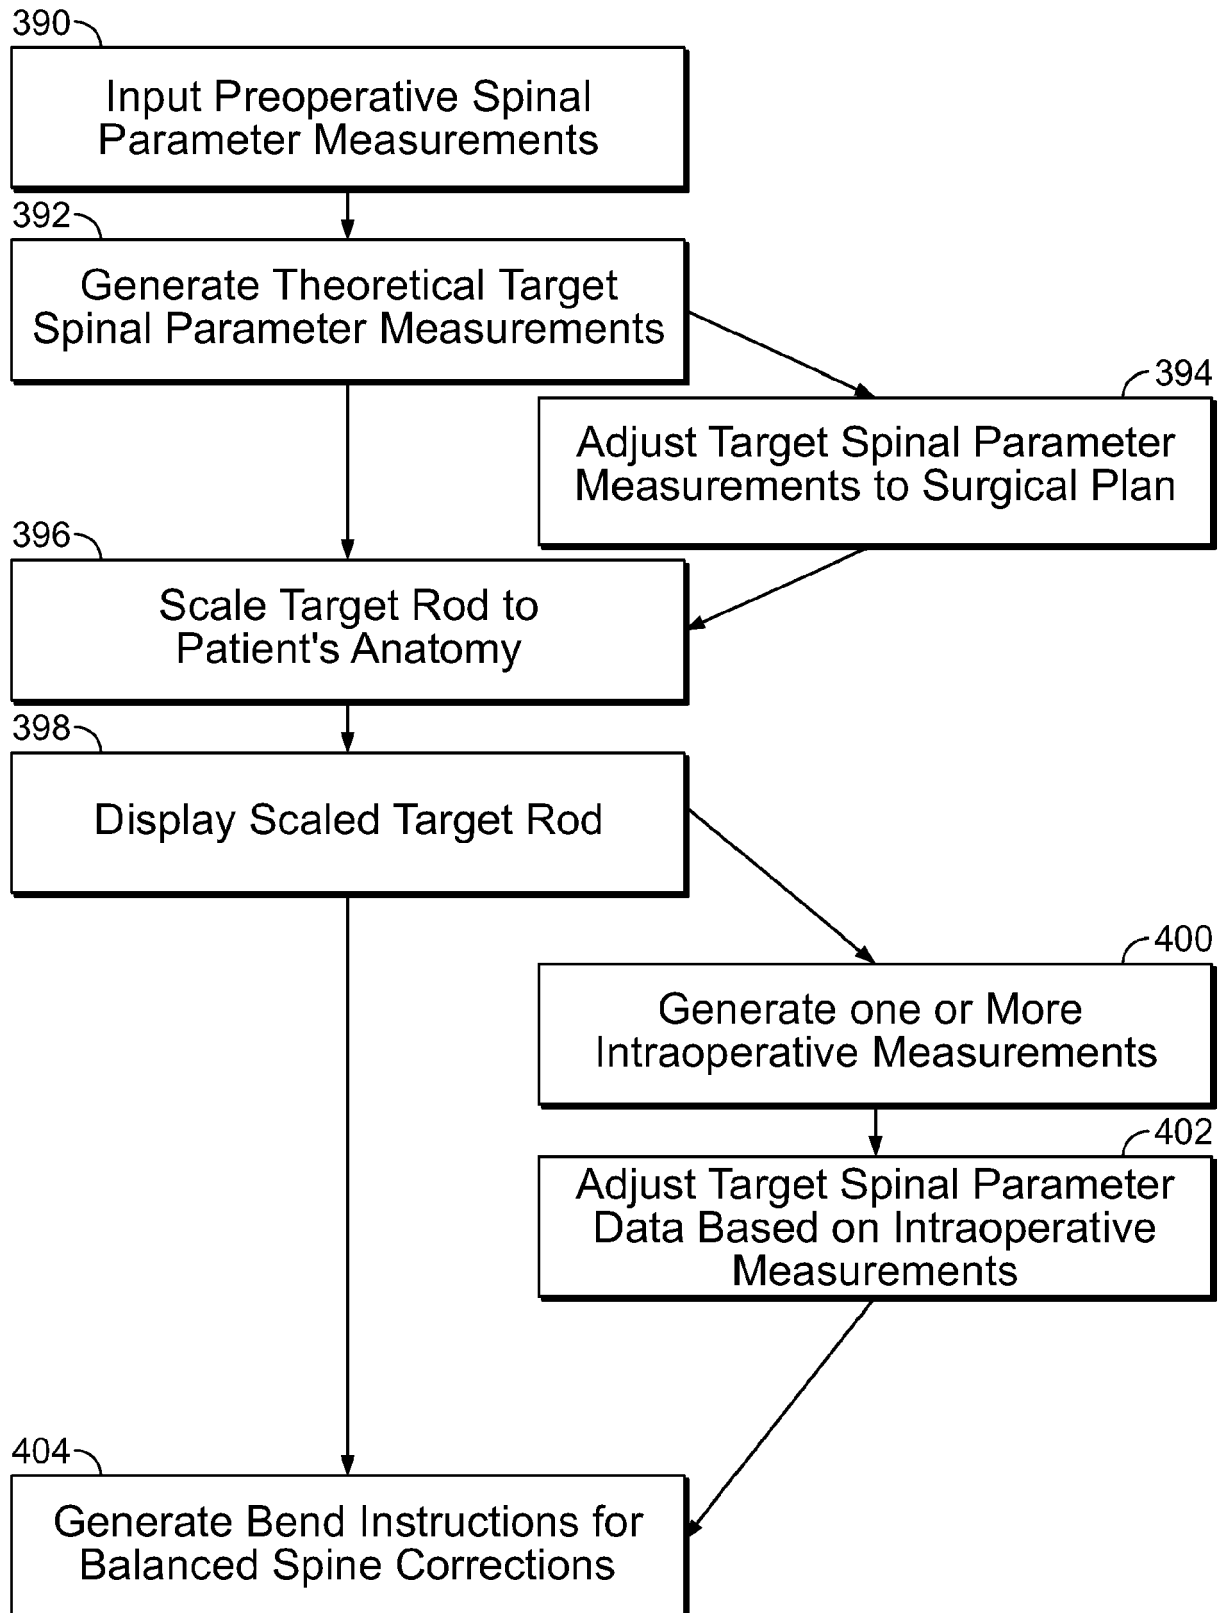 390
Input Preoperative Spinal
Parameter Measurements
392
Generate Theoretical Target
Spinal Parameter Measurements
394
Adjust Target Spinal Parameter
Measurements to Surgical Plan
396
Scale Target Rod to
Patient's Anatomy
398
Display Scaled Target Rod
400
Generate one or More
Intraoperative Measurements
402
Adjust Target Spinal Parameter
Data Based on Intraoperative
Measurements
404
Generate Bend Instructions for
Balanced Spine Corrections